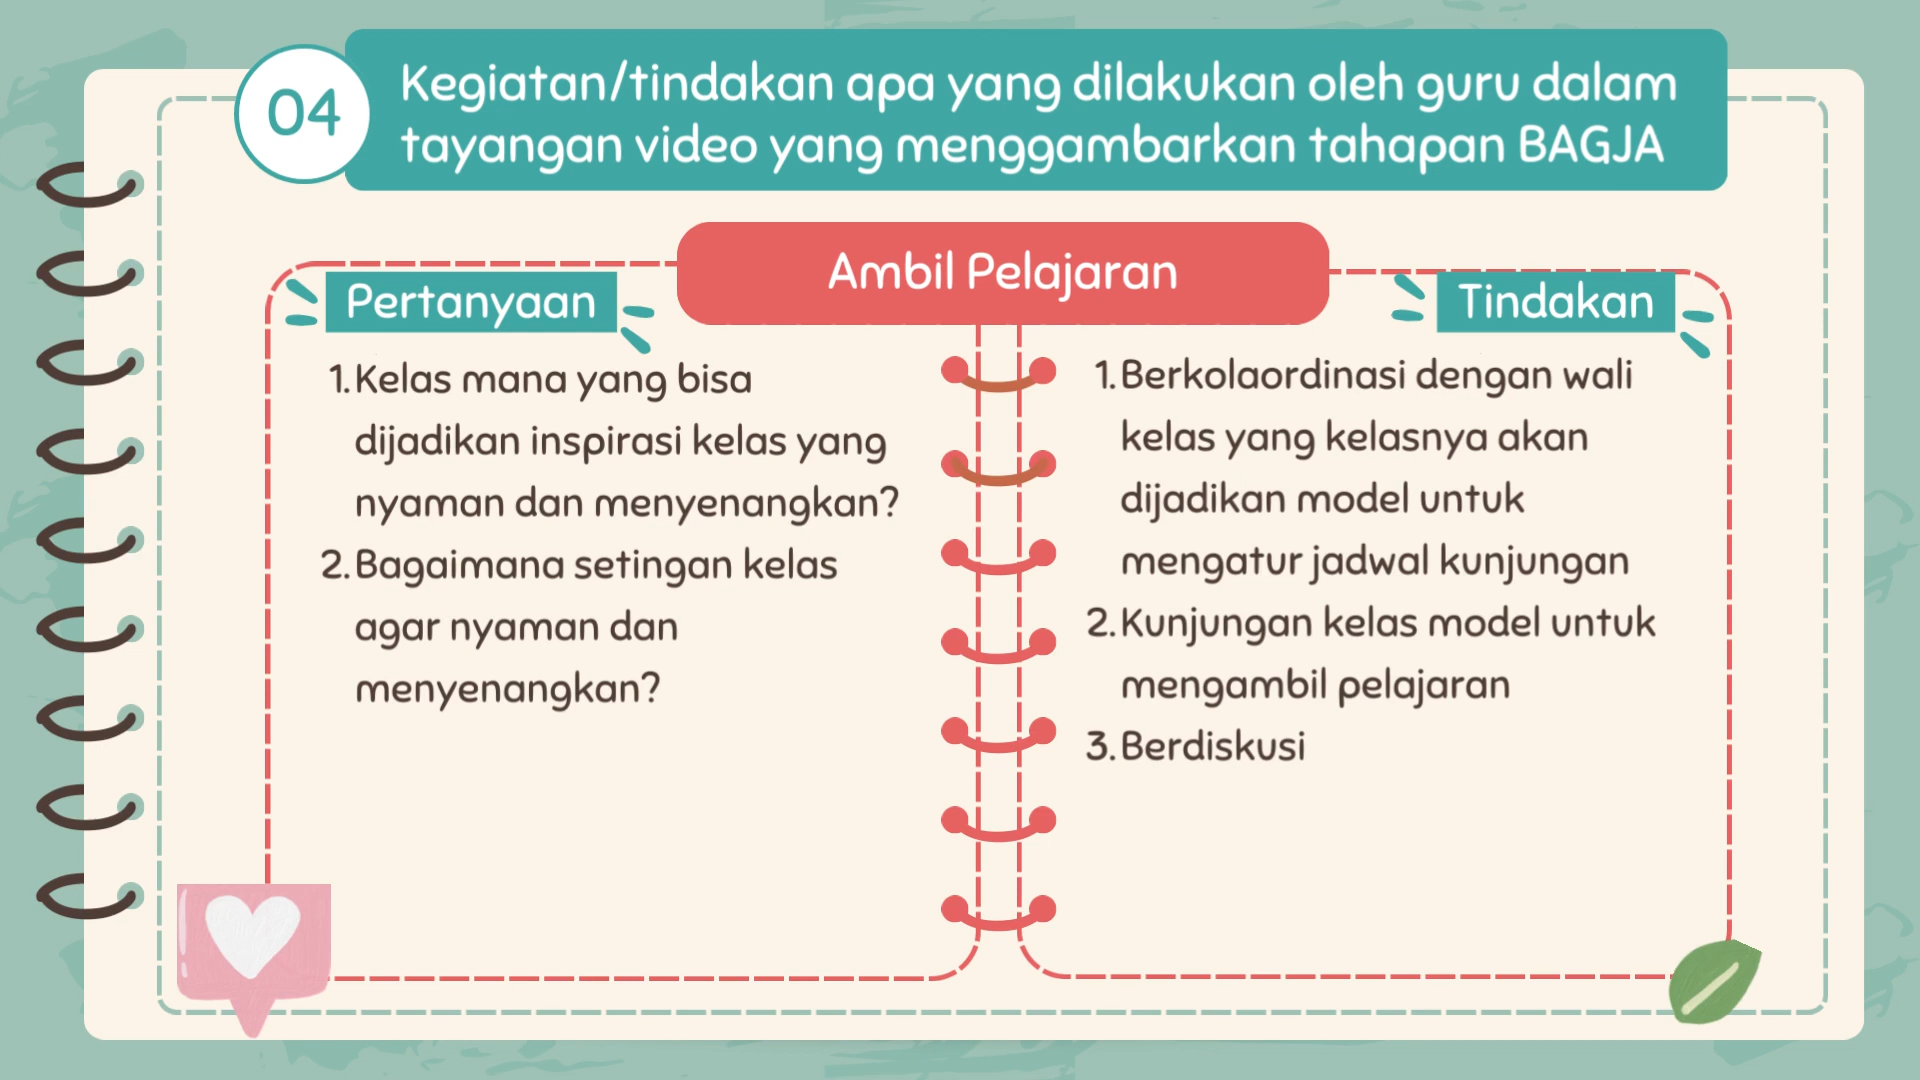 04
Kegiatan/tindakan apa yang dilakukan oleh guru dalam
tayangan video yang menggambarkan tahapan BAGJA
Ambil Pelajaran
Pertanyaan
1. Kelas mana yang bisa
dijadikan inspirasi kelas yang
nyaman dan menyenangkan?
2. Bagaimana setingan kelas
agar nyaman dan
menyenangkan?
Tindakan
1. Berkolaordinasi dengan wali
kelas yang kelasnya akan
dijadikan model untuk
mengatur jadwal kunjungan
2. Kunjungan kelas model untuk
mengambil pelajaran
3. Berdiskusi